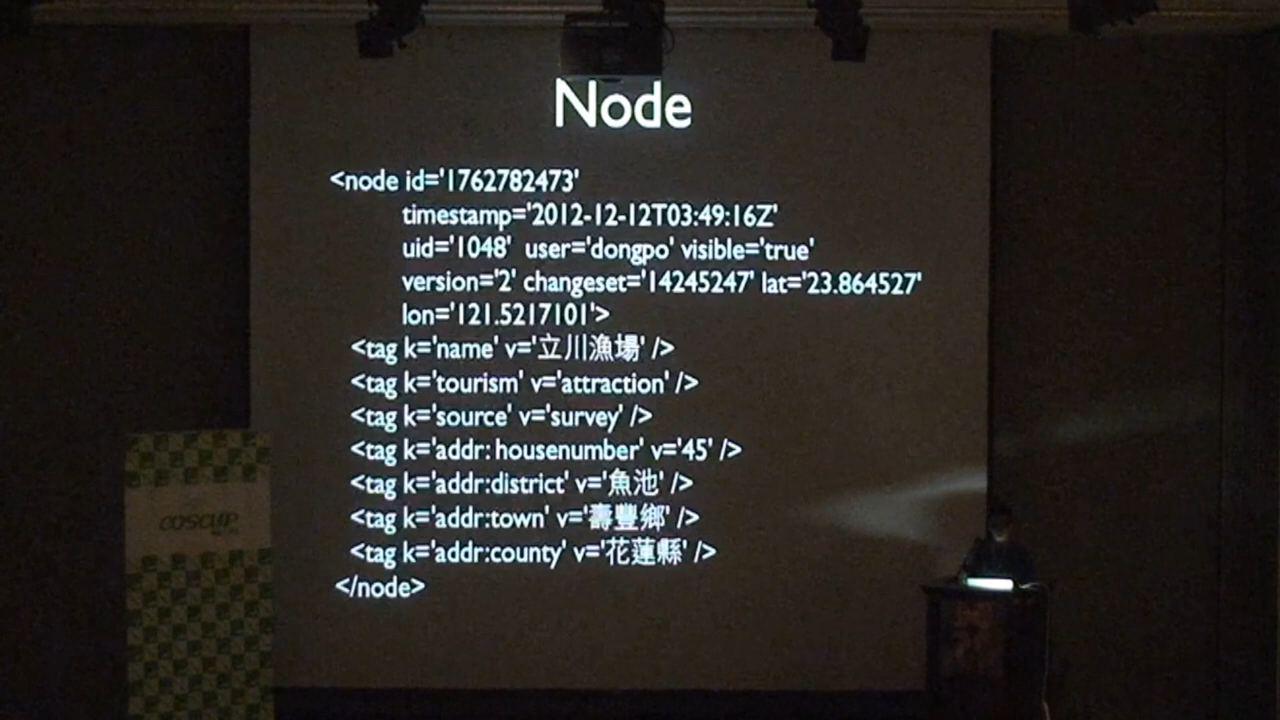 Node
<node id='1762782473'
timestamp='2012-12-12T03:49:16Z'
uid='1048' user='dongpo' visible='true'
version='2' changeset='14245247' lat='23.864527'
lon='121.5217101'>
<tag k='name' v='立川漁場' />
<tag k='tourism' v='attraction' />
<tag k='source' v='survey' />
<tag k='addr: housenumber' v='45' />
<tag k='addr:district' v='魚池' />
<tag k='addr:town' v='壽豐鄉' />
<tag k='addr:county' v='花蓮縣' />
</node>
COSCUP